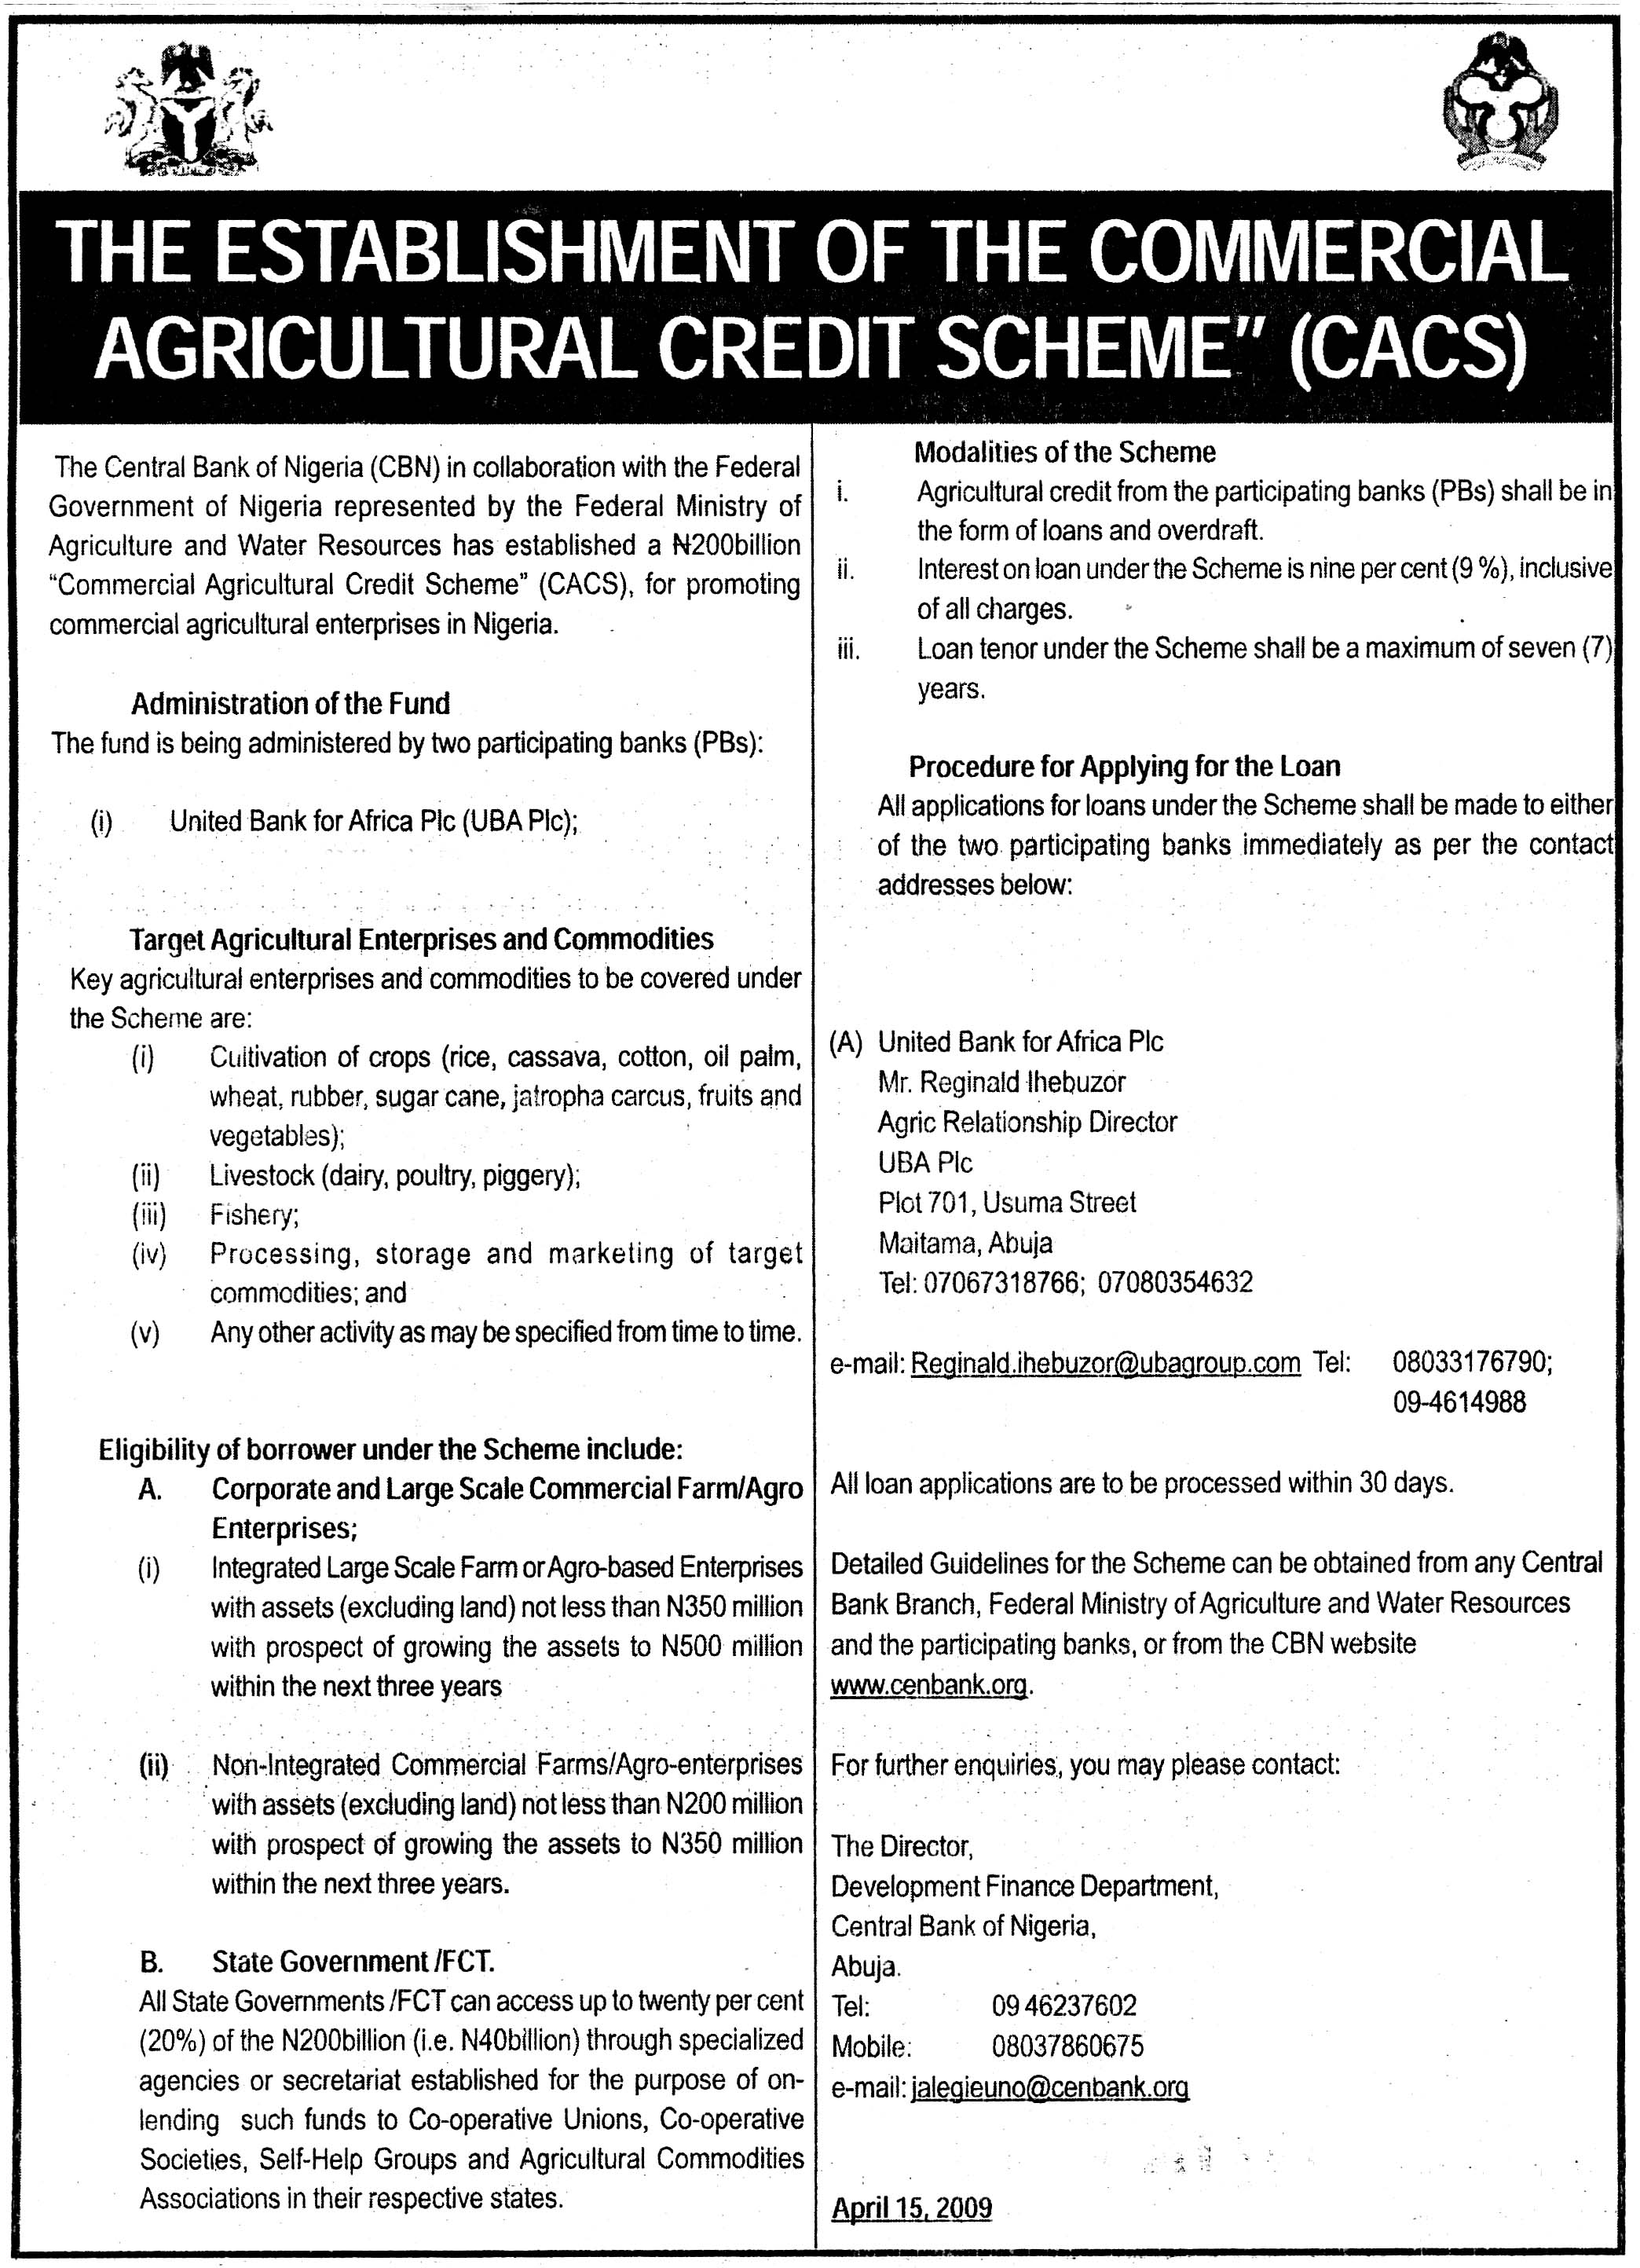 THE ESTABLISHMENT OF THE COMMERCIAL
AGRICULTURAL CREDIT SCHEME” (CACS)
The Central Bank of Nigeria (CBN) in collaboration with the Federal
Government of Nigeria represented by the Federal Ministry of
Agriculture and Water Resources has established a ₦200billion
“Commercial Agricultural Credit Scheme” (CACS), for promoting
commercial agricultural enterprises in Nigeria.
Administration of the Fund
The fund is being administered by two participating banks (PBs):
(i) United Bank for Africa Plc (UBA Plc);
Target Agricultural Enterprises and Commodities
Key agricultural enterprises and commodities to be covered under
the Scheme are:
(i) Cultivation of crops (rice, cassava, cotton, oil palm,
wheat, rubber, sugar cane, jatropha carcus, fruits and
vegetables);
(ii) Livestock (dairy, poultry, piggery);
(iii) Fishery;
(iv) Processing, storage and marketing of target
commodities; and
(v) Any other activity as may be specified from time to time.
Eligibility of borrower under the Scheme include:
A. Corporate and Large Scale Commercial Farm/Agro
Enterprises;
(i) Integrated Large Scale Farm or Agro-based Enterprises
with assets (excluding land) not less than N350 million
with prospect of growing the assets to N500 million
within the next three years
(ii) Non-Integrated Commercial Farms/Agro-enterprises
with assets (excluding land) not less than N200 million
with prospect of growing the assets to N350 million
within the next three years.
B. State Government /FCT.
All State Governments /FCT can access up to twenty per cent
(20%) of the N200billion (i.e. N40billion) through specialized
agencies or secretariat established for the purpose of on-
lending such funds to Co-operative Unions, Co-operative
Societies, Self-Help Groups and Agricultural Commodities
Associations in their respective states.
Modalities of the Scheme
i. Agricultural credit from the participating banks (PBs) shall be in
the form of loans and overdraft.
ii. Interest on loan under the Scheme is nine per cent (9 %), inclusive
of all charges.
iii. Loan tenor under the Scheme shall be a maximum of seven (7)
years.
Procedure for Applying for the Loan
All applications for loans under the Scheme shall be made to either
of the two participating banks immediately as per the contact
addresses below:
(A) United Bank for Africa Plc
Mr. Reginald Ihebuzor
Agric Relationship Director
UBA Plc
Plot 701, Usuma Street
Maitama, Abuja
Tel: 07067318766; 07080354632
e-mail: Reginald.ihebuzor@ubagroup.com Tel: 08033176790;
09-4614988
All loan applications are to be processed within 30 days.
Detailed Guidelines for the Scheme can be obtained from any Central
Bank Branch, Federal Ministry of Agriculture and Water Resources
and the participating banks, or from the CBN website
www.cenbank.org.
For further enquiries, you may please contact:
The Director,
Development Finance Department,
Central Bank of Nigeria,
Abuja.
Tel: 09 46237602
Mobile: 08037860675
e-mail: jalegieuno@cenbank.org
April 15, 2009